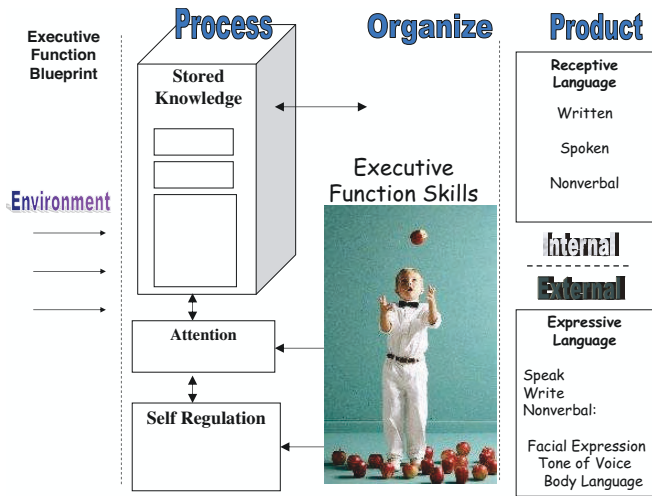 Executive
Function
Blueprint
Environment
Process
Stored
Knowledge
Attention
Self Regulation
Organize
Executive
Function Skills
Product
Receptive
Language
Written
Spoken
Nonverbal
Internal
External
Expressive
Language
Speak
Write
Nonverbal:
Facial Expression
Tone of Voice
Body Language